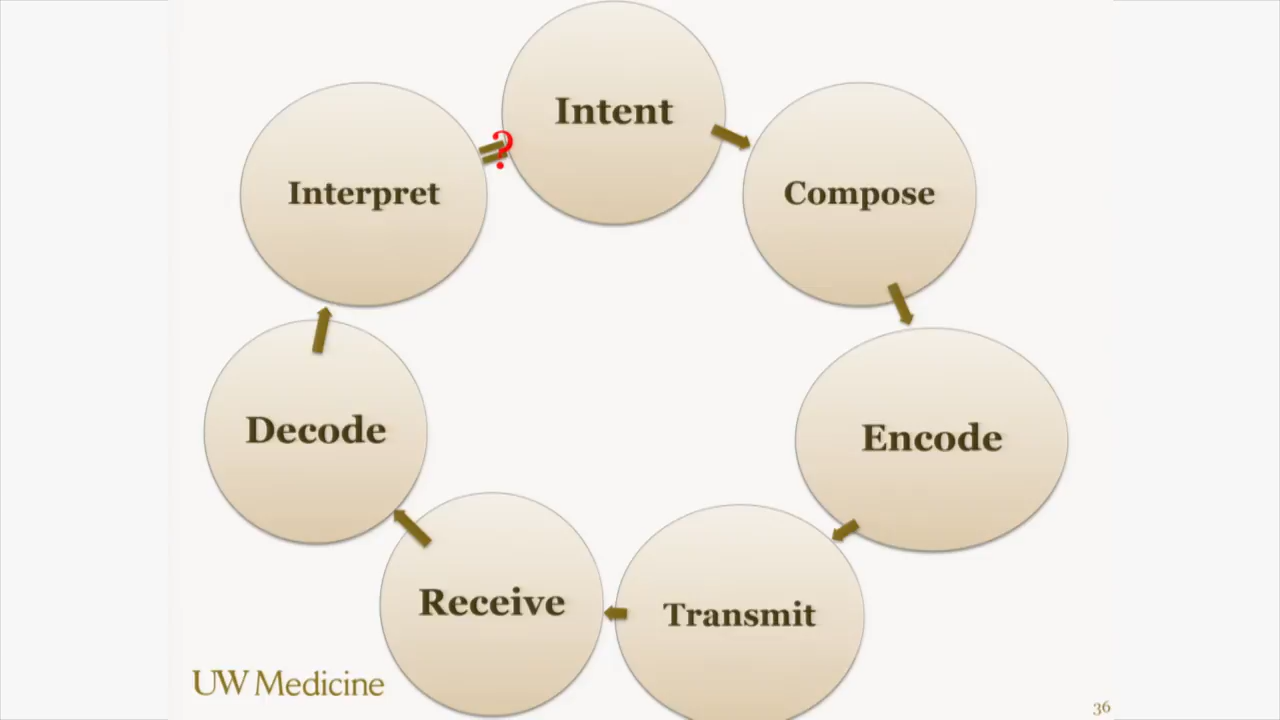 Intent
Compose
Encode
Transmit
Receive
Decode
Interpret
=?
UW Medicine
36